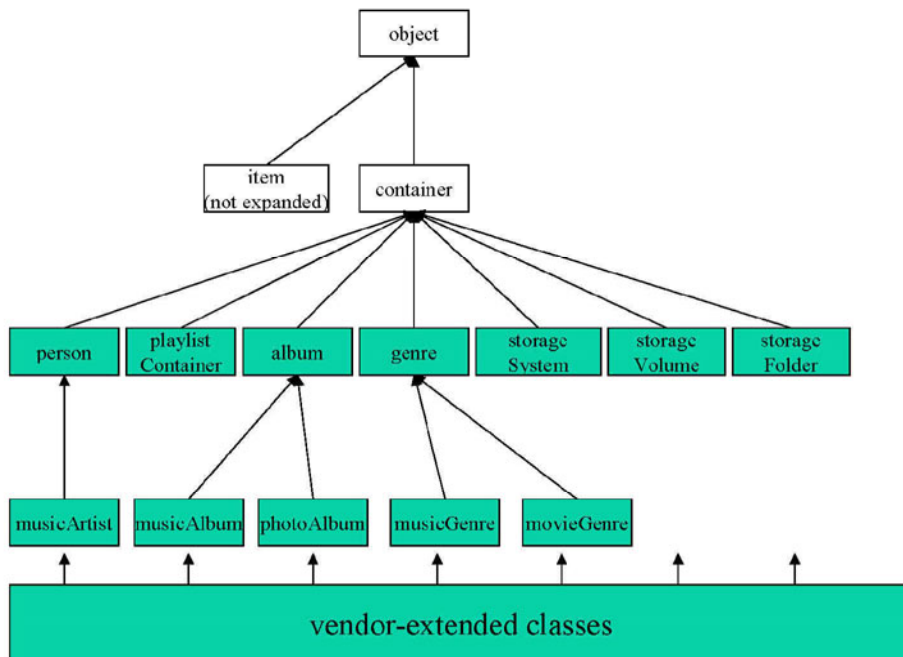 object
item
(not expanded)
container
person
playlist
Container
album
genre
storage
System
storage
Volume
storage
Folder
musicArtist
musicAlbum
photoAlbum
musicGenre
movieGenre
vendor-extended classes